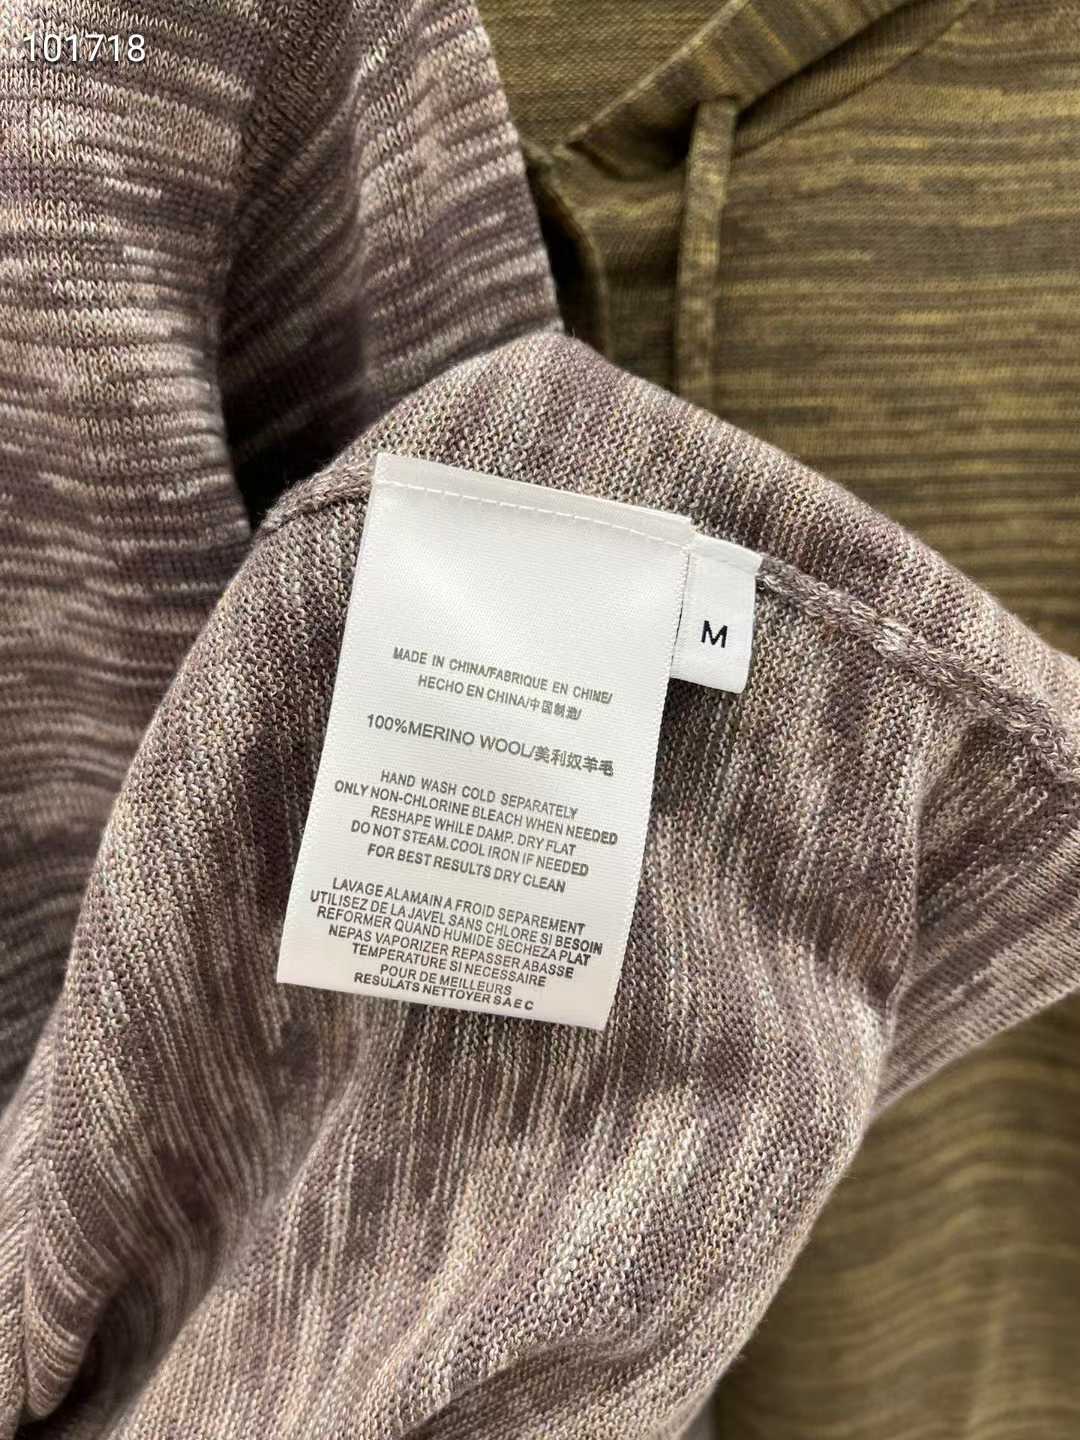 101718
MADE IN CHINA/FABRIQUE EN CHINE/
HECHO EN CHINA/中国制造/
100%MERINO WOOL/美利奴羊毛
HAND WASH COLD SEPARATELY
ONLY NON-CHLORINE BLEACH WHEN NEEDED
RESHAPE WHILE DAMP. DRY FLAT
DO NOT STEAM.COOL IRON IF NEEDED
FOR BEST RESULTS DRY CLEAN
LAVAGE ALAMAIN A FROID SEPAREMENT
UTILISEZ DE LA JAVEL SANS CHLORE SI BESOIN
REFORMER QUAND HUMIDE SECHEZA PLAT
NEPAS VAPORIZER REPASSER ABASSE
TEMPERATURE SI NECESSAIRE
POUR DE MEILLEURS
RESULATS NETTOYER SAEC
M